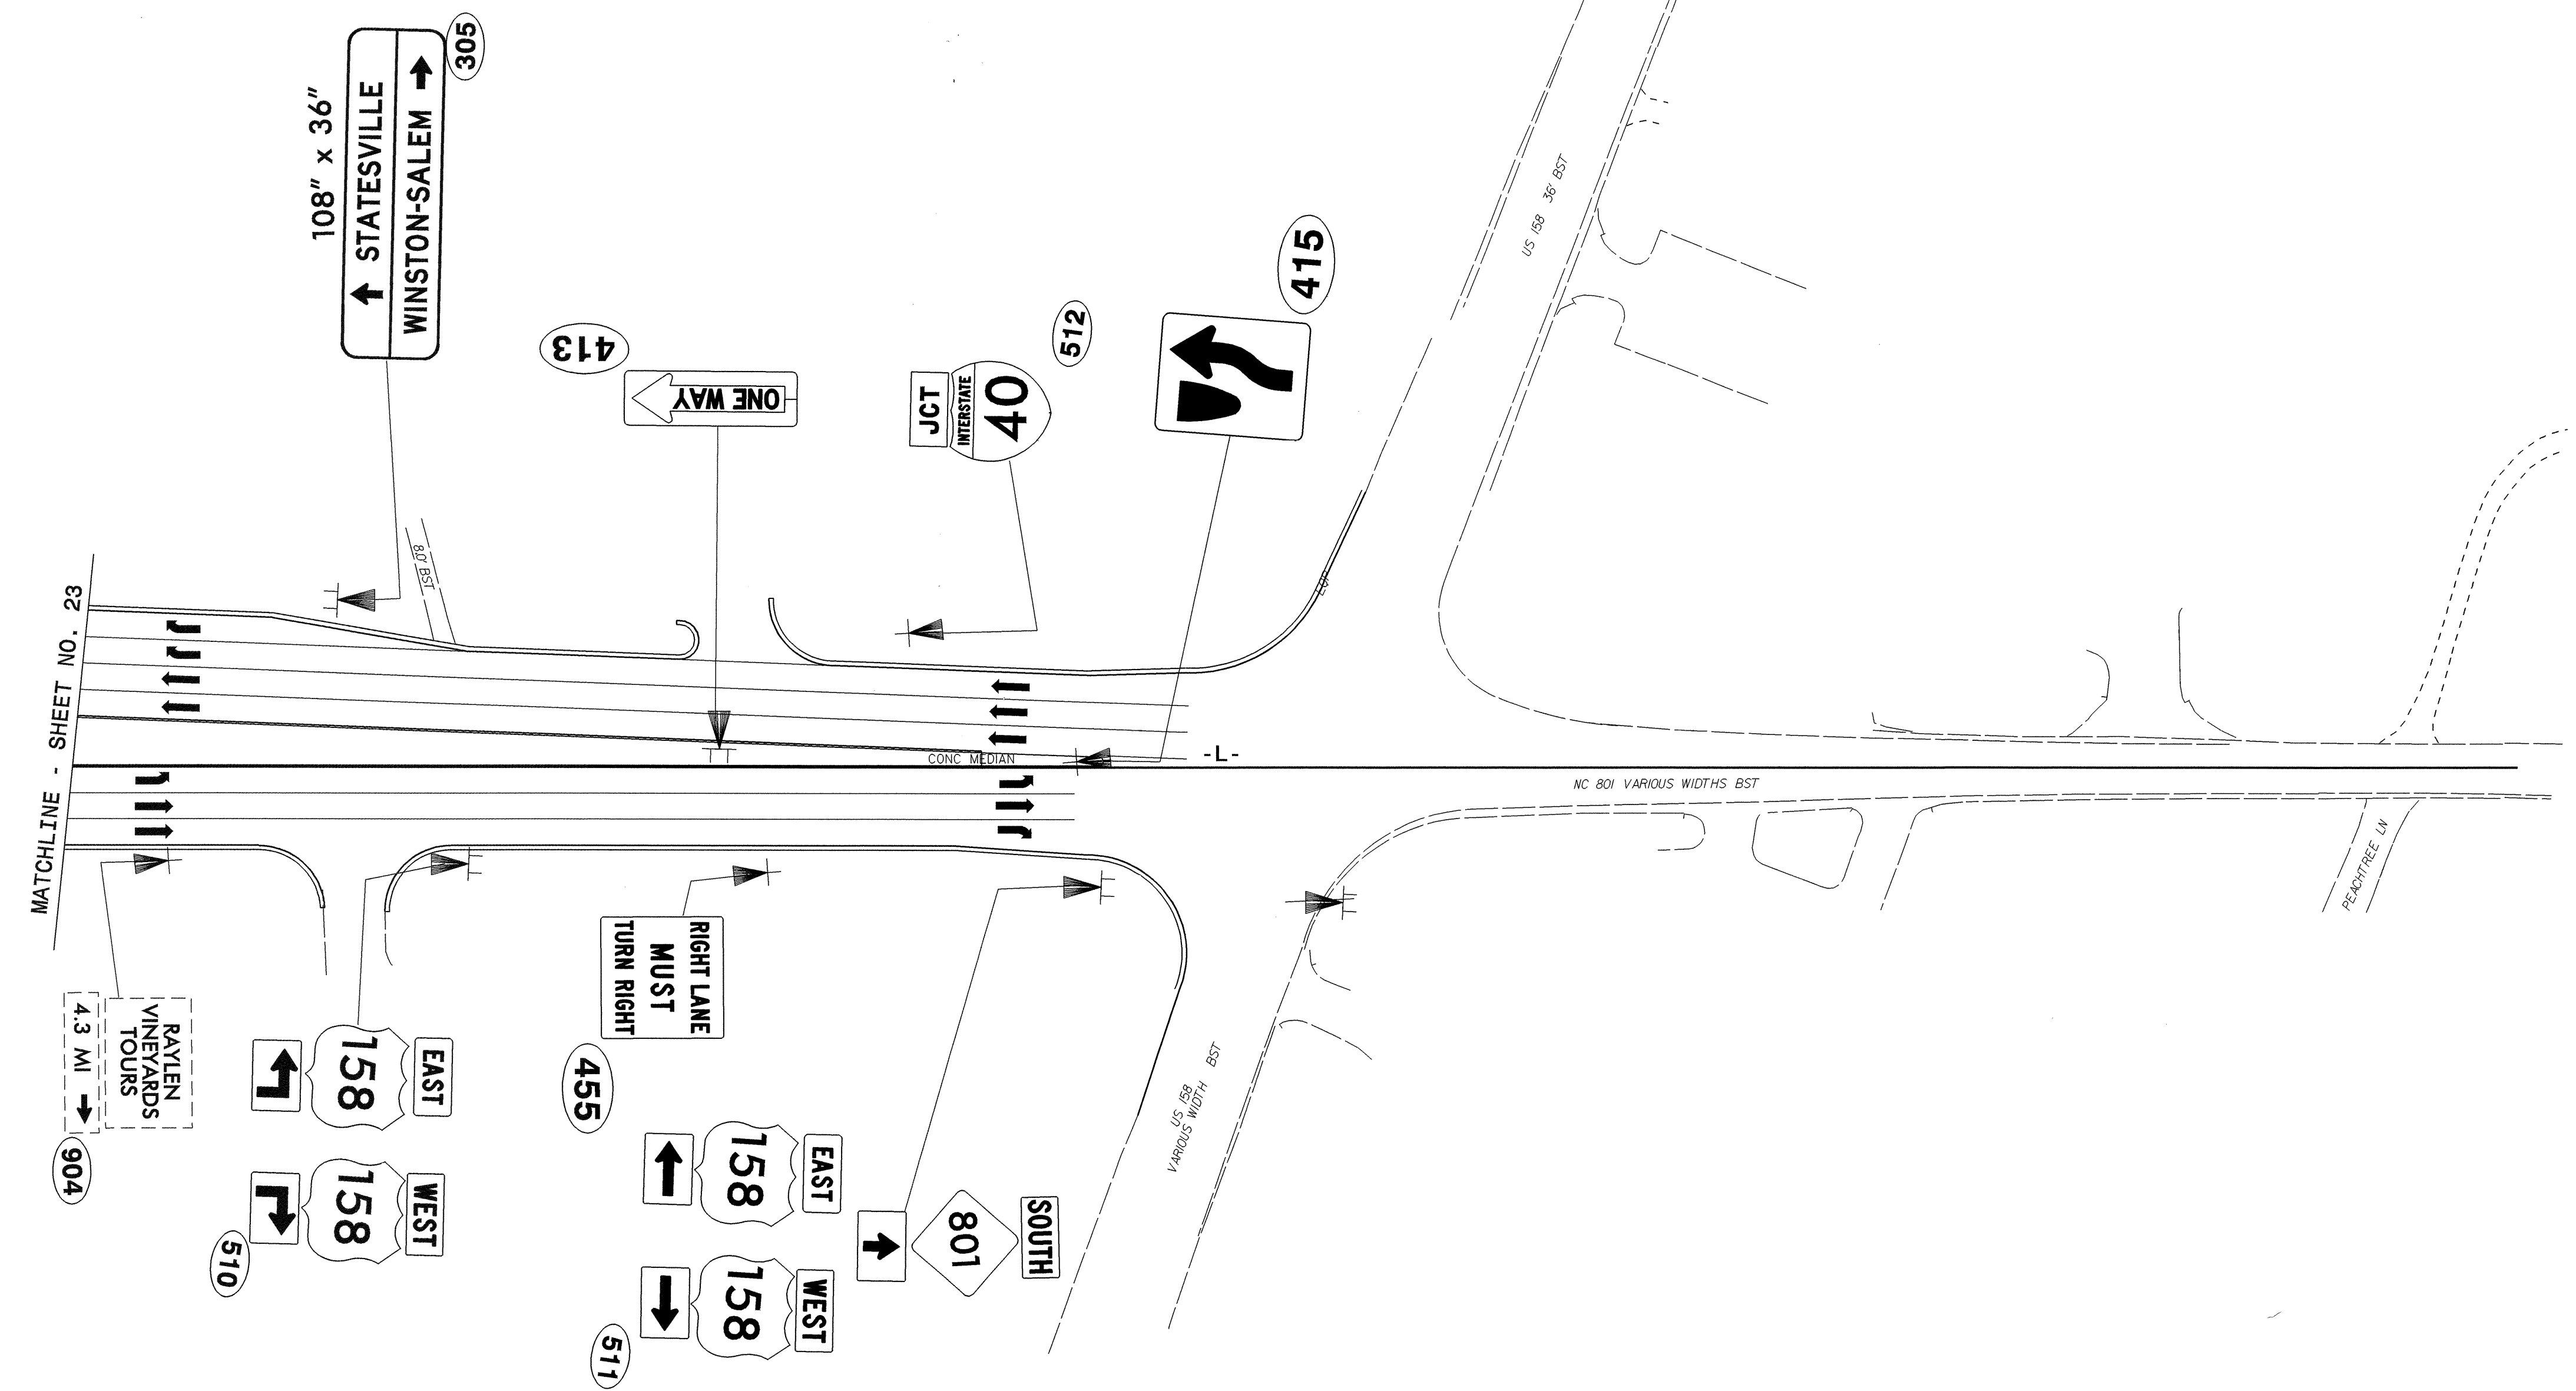 305
108" x 36"
STATESVILLE
WINSTON-SALEM
413
ONE WAY
512
JCT
INTERSTATE
40
415
US 158 36' BST
8.0' BST
EOP
MATCHLINE - SHEET NO. 23
CONC MEDIAN
-L-
NC 801 VARIOUS WIDTHS BST
PEACHTREE LN
RAYLEN
VINEYARDS
TOURS
4.3 MI
904
EAST
158
WEST
158
510
RIGHT LANE
MUST
TURN RIGHT
455
EAST
158
WEST
158
511
SOUTH
801
US 158
VARIOUS WIDTH BST